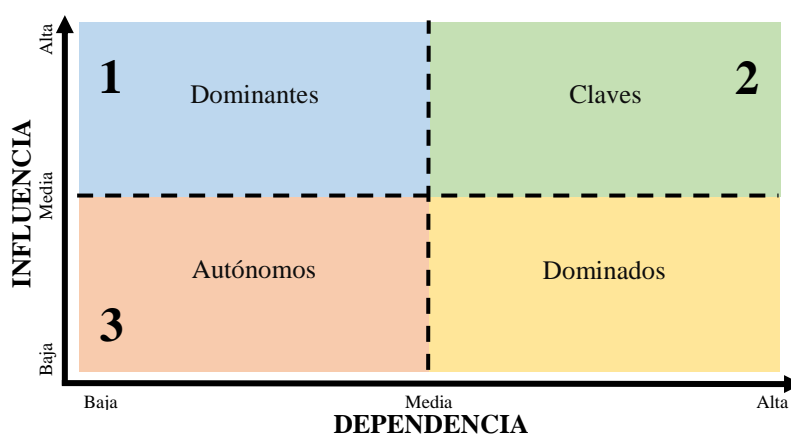 Alta
1
Dominantes
Claves
2
INFLUENCIA
Media
Autónomos
Dominados
3
Baja
Baja
Media
Alta
DEPENDENCIA